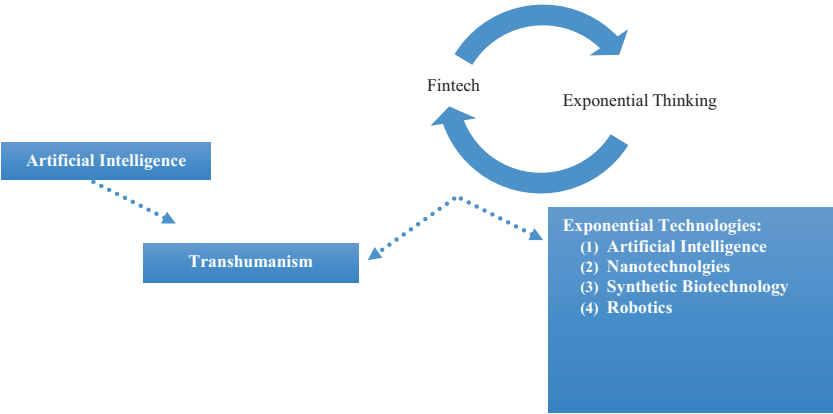 Fintech
Exponential Thinking
Artificial Intelligence
Transhumanism
Exponential Technologies:
(1) Artificial Intelligence
(2) Nanotechnolgies
(3) Synthetic Biotechnology
(4) Robotics